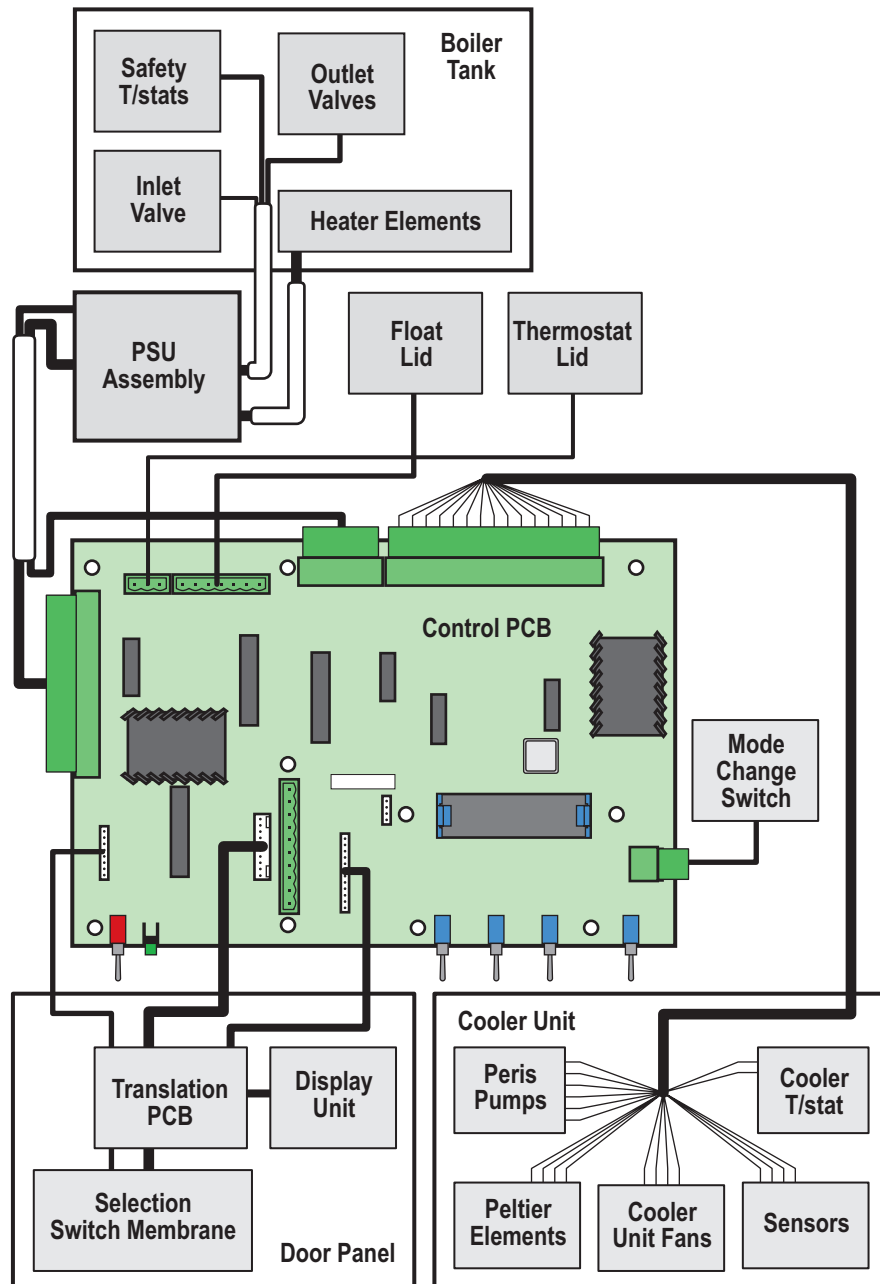 Boiler
Tank
Safety
T/stats
Outlet
Valves
Inlet
Valve
Heater Elements
PSU
Assembly
Float
Lid
Thermostat
Lid
Control PCB
Mode
Change
Switch
Translation
PCB
Display
Unit
Selection
Switch Membrane
Door Panel
Cooler Unit
Peris
Pumps
Cooler
T/stat
Peltier
Elements
Cooler
Unit Fans
Sensors